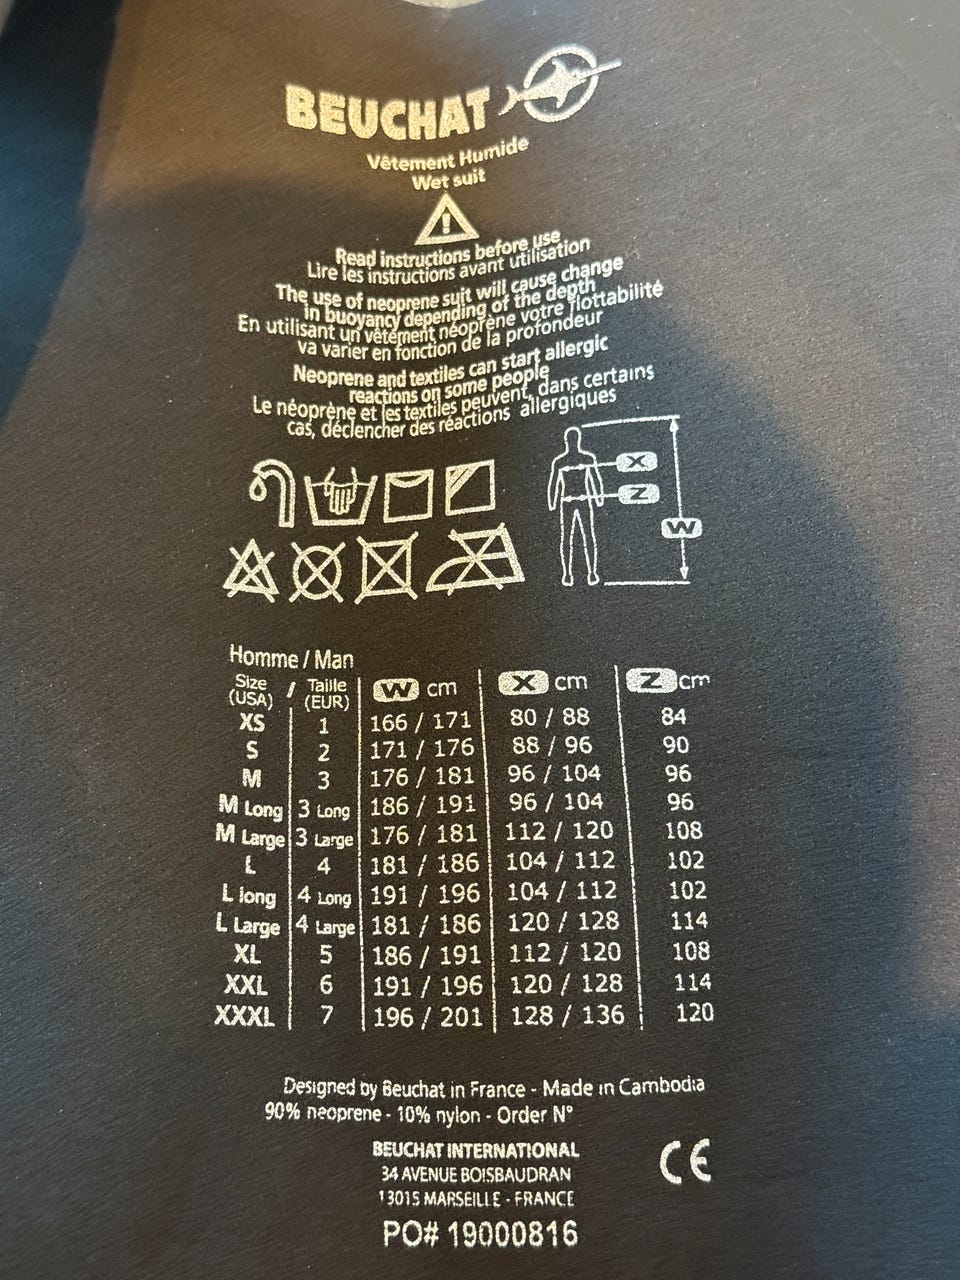 BEUCHAT
Vêtement Humide
Wet suit
!
Read instructions before use
Lire les instructions avant utilisation
The use of neoprene suit will cause change
in buoyancy depending of the depth
En utilisant un vêtement néoprène votre flottabilité
va varier en fonction de la profondeur
Neoprene and textiles can start allergic
reactions on some people
Le néoprène et les textiles peuvent, dans certains
cas, déclencher des réactions allergiques
X
Z
W
Homme / Man
Size (USA) / Taille (EUR) W cm X cm Z cm
XS 1 166 / 171 80 / 88 84
S 2 171 / 176 88 / 96 90
M 3 176 / 181 96 / 104 96
M Long 3 Long 186 / 191 96 / 104 96
M Large 3 Large 176 / 181 112 / 120 108
L 4 181 / 186 104 / 112 102
L long 4 Long 191 / 196 104 / 112 102
L Large 4 Large 181 / 186 120 / 128 114
XL 5 186 / 191 112 / 120 108
XXL 6 191 / 196 120 / 128 114
XXXL 7 196 / 201 128 / 136 120
Designed by Beuchat in France - Made in Cambodia
90% neoprene - 10% nylon - Order N°
BEUCHAT INTERNATIONAL
34 AVENUE BOISBAUDRAN
13015 MARSEILLE - FRANCE
CE
PO# 19000816